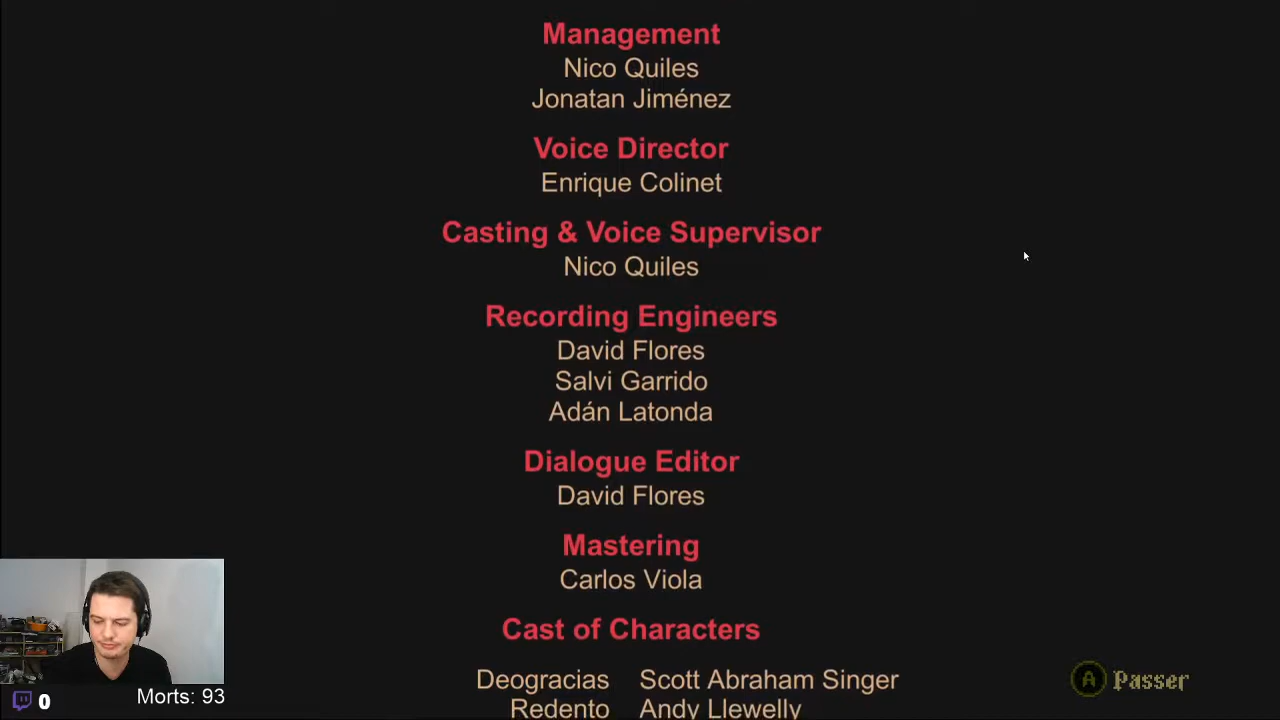 Management
Nico Quiles
Jonatan Jiménez
Voice Director
Enrique Colinet
Casting & Voice Supervisor
Nico Quiles
Recording Engineers
David Flores
Salvi Garrido
Adán Latonda
Dialogue Editor
David Flores
Mastering
Carlos Viola
Cast of Characters
Deogracias Scott Abraham Singer
Redento Andy Llewelly
A Passer
0 Morts: 93